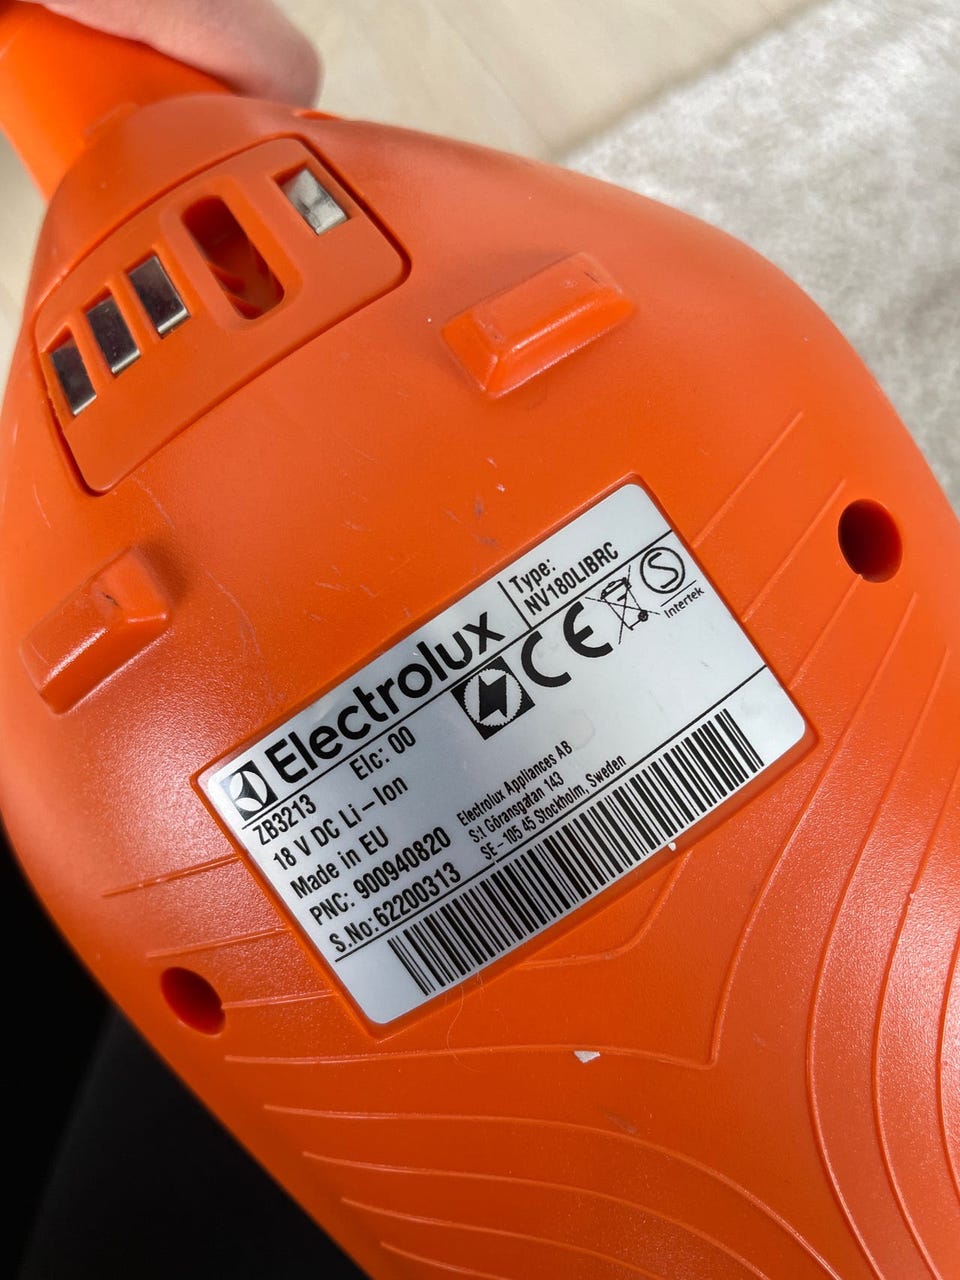 Electrolux
Type:
NV180LIBRC
ZB3213 Elc: 00
18 V DC Li-Ion
Made in EU
PNC: 900940820
S.No:62200313
CE
S
Intertek
Electrolux Appliances AB
S:t Göransgatan 143
SE-105 45 Stockholm, Sweden